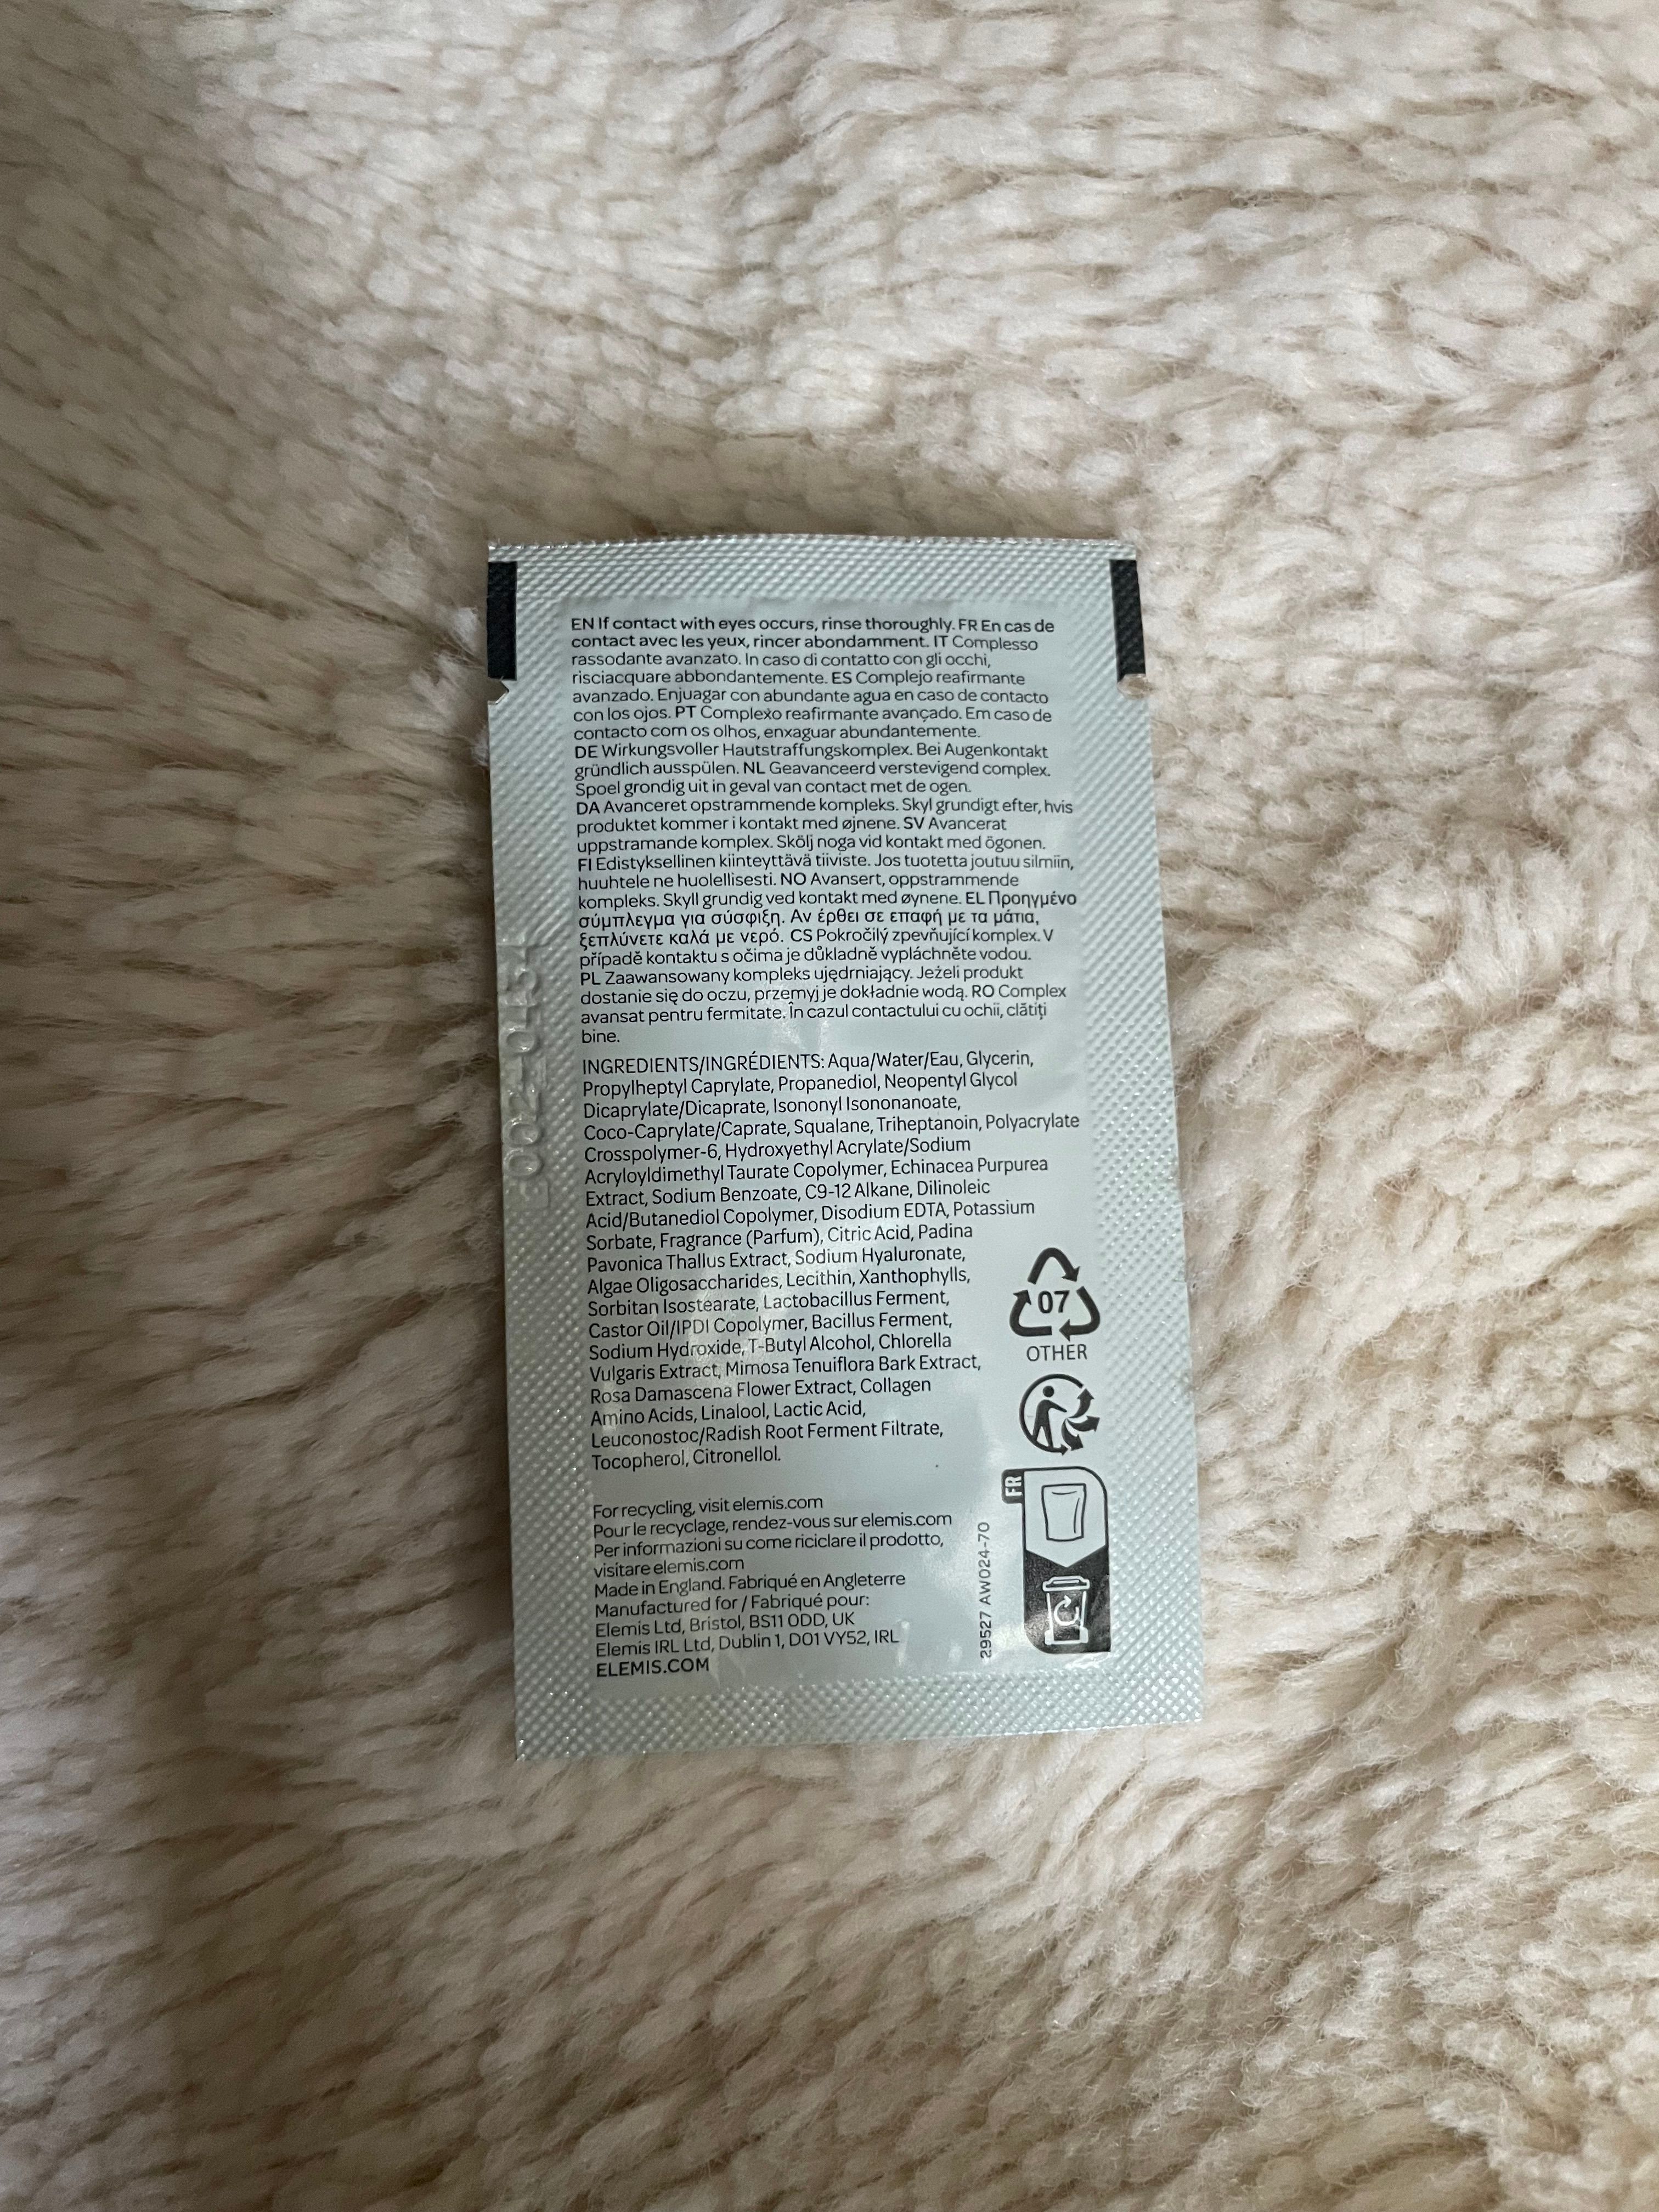 EN If contact with eyes occurs, rinse thoroughly. FR En cas de
contact avec les yeux, rincer abondamment. IT Complesso
rassodante avanzato. In caso di contatto con gli occhi,
risciacquare abbondantemente. ES Complejo reafirmante
avanzado. Enjuagar con abundante agua en caso de contacto
con los ojos. PT Complexo reafirmante avançado. Em caso de
contacto com os olhos, enxaguar abundantemente.
DE Wirkungsvoller Hautstraffungskomplex. Bei Augenkontakt
gründlich ausspülen. NL Geavanceerd verstevigend complex.
Spoel grondig uit in geval van contact met de ogen.
DA Avanceret opstrammende kompleks. Skyl grundigt efter, hvis
produktet kommer i kontakt med øjnene. SV Avancerat
uppstramande komplex. Skölj noga vid kontakt med ögonen.
FI Edistyksellinen kiinteyttävä tiiviste. Jos tuotetta joutuu silmiin,
huuhtele ne huolellisesti. NO Avansert, oppstrammende
kompleks. Skyll grundig ved kontakt med øynene. EL Προηγμένο
σύμπλεγμα για σύσφιξη. Αν έρθει σε επαφή με τα μάτια,
ξεπλύνετε καλά με νερό. CS Pokročilý zpevňující komplex. V
případě kontaktu s očima je důkladně vypláchněte vodou.
PL Zaawansowany kompleks ujędrniający. Jeżeli produkt
dostanie się do oczu, przemyj je dokładnie wodą. RO Complex
avansat pentru fermitate. În cazul contactului cu ochii, clătiți
bine.
INGREDIENTS/INGRÉDIENTS: Aqua/Water/Eau, Glycerin,
Propylheptyl Caprylate, Propanediol, Neopentyl Glycol
Dicaprylate/Dicaprate, Isononyl Isononanoate,
Coco-Caprylate/Caprate, Squalane, Triheptanoin, Polyacrylate
Crosspolymer-6, Hydroxyethyl Acrylate/Sodium
Acryloyldimethyl Taurate Copolymer, Echinacea Purpurea
Extract, Sodium Benzoate, C9-12 Alkane, Dilinoleic
Acid/Butanediol Copolymer, Disodium EDTA, Potassium
Sorbate, Fragrance (Parfum), Citric Acid, Padina
Pavonica Thallus Extract, Sodium Hyaluronate,
Algae Oligosaccharides, Lecithin, Xanthophylls,
Sorbitan Isostearate, Lactobacillus Ferment,
Castor Oil/IPDI Copolymer, Bacillus Ferment,
Sodium Hydroxide, T-Butyl Alcohol, Chlorella
Vulgaris Extract, Mimosa Tenuiflora Bark Extract,
Rosa Damascena Flower Extract, Collagen
Amino Acids, Linalool, Lactic Acid,
Leuconostoc/Radish Root Ferment Filtrate,
Tocopherol, Citronellol.
07
OTHER
FR
For recycling, visit elemis.com
Pour le recyclage, rendez-vous sur elemis.com
Per informazioni su come riciclare il prodotto,
visitare elemis.com
Made in England. Fabriqué en Angleterre
Manufactured for / Fabriqué pour:
Elemis Ltd, Bristol, BS11 0DD, UK
Elemis IRL Ltd, Dublin 1, D01 VY52, IRL
ELEMIS.COM
29527 AW024-70